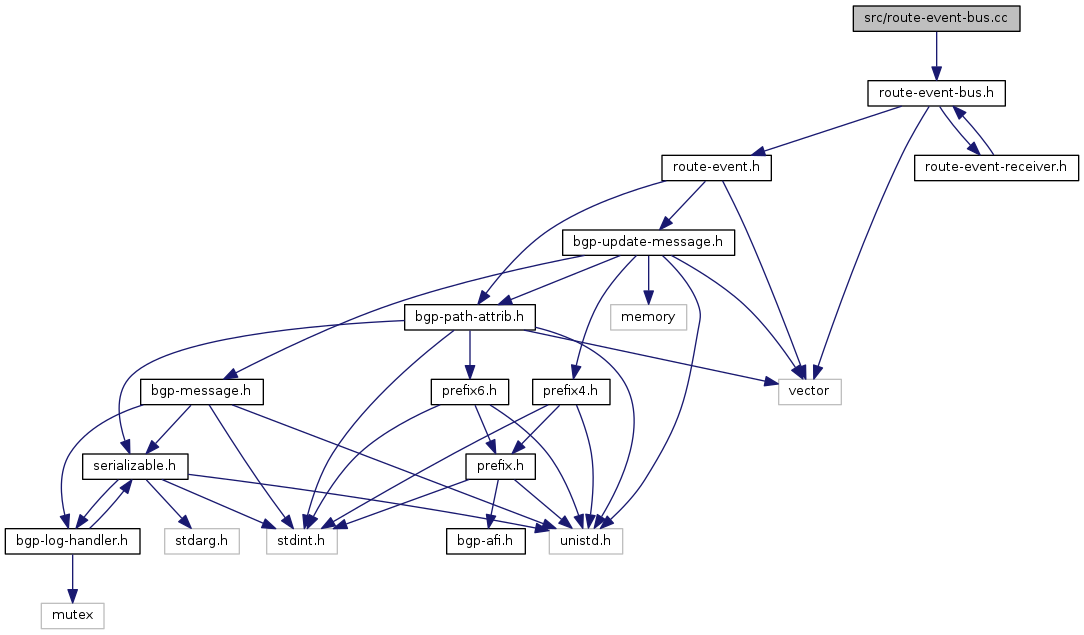 src/route-event-bus.cc
route-event-bus.h
route-event.h
route-event-receiver.h
bgp-update-message.h
bgp-path-attrib.h
memory
bgp-message.h
prefix6.h
prefix4.h
vector
serializable.h
prefix.h
bgp-log-handler.h
stdarg.h
stdint.h
bgp-afi.h
unistd.h
mutex